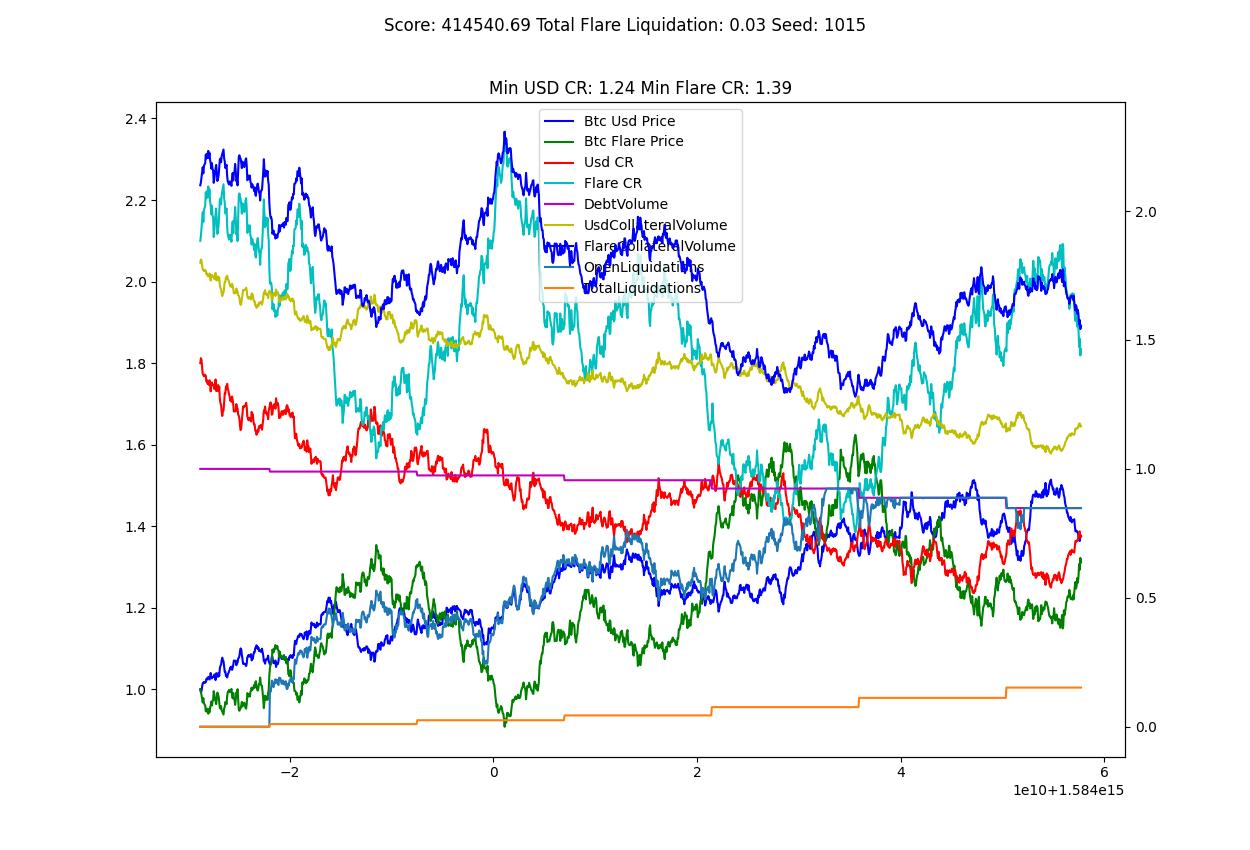 Score: 414540.69 Total Flare Liquidation: 0.03 Seed: 1015
Min USD CR: 1.24 Min Flare CR: 1.39
Btc Usd Price
Btc Flare Price
Usd CR
Flare CR
DebtVolume
UsdCollateralVolume
FlareCollateralVolume
OpenLiquidations
TotalLiquidations
2.4
2.2
2.0
1.8
1.6
1.4
1.2
1.0
2.0
1.5
1.0
0.5
0.0
−2
0
2
4
6
1e10+1.584e15